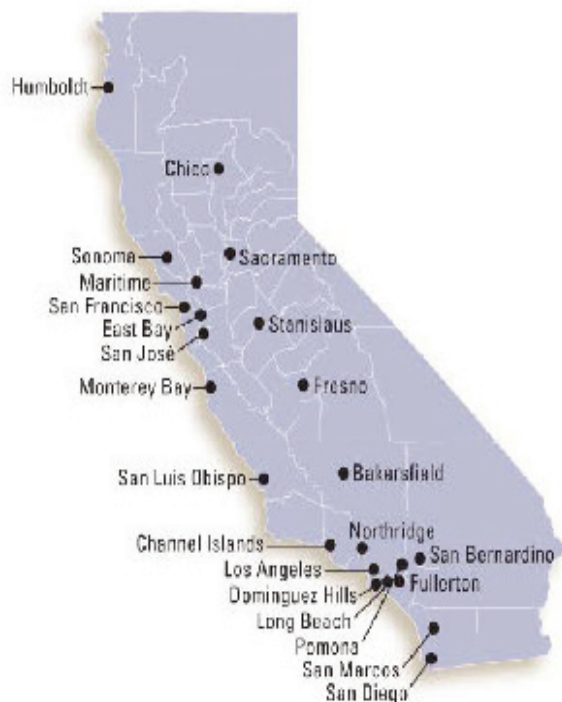 Humboldt
Chico
Sonoma
Sacramento
Maritime
San Francisco
East Bay
Stanislaus
San José
Monterey Bay
Fresno
San Luis Obispo
Bakersfield
Channel Islands
Northridge
San Bernardino
Los Angeles
Fullerton
Dominguez Hills
Long Beach
Pomona
San Marcos
San Diego